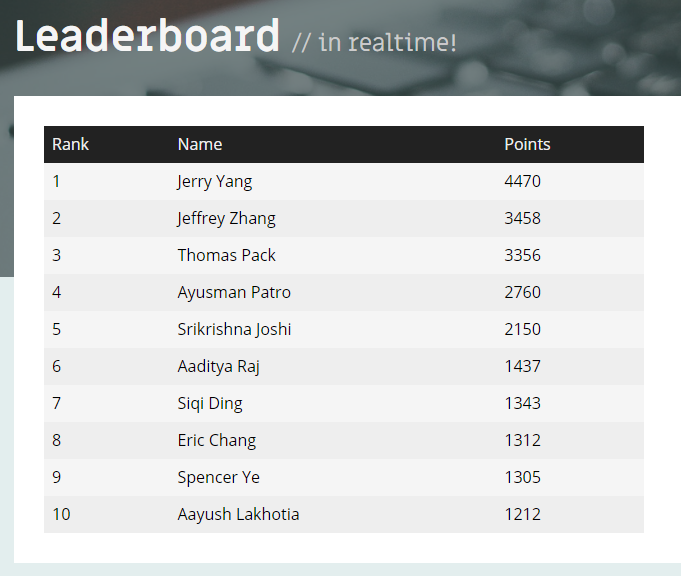 Leaderboard // in realtime!
Rank Name Points
1 Jerry Yang 4470
2 Jeffrey Zhang 3458
3 Thomas Pack 3356
4 Ayusman Patro 2760
5 Srikrishna Joshi 2150
6 Aaditya Raj 1437
7 Siqi Ding 1343
8 Eric Chang 1312
9 Spencer Ye 1305
10 Aayush Lakhotia 1212